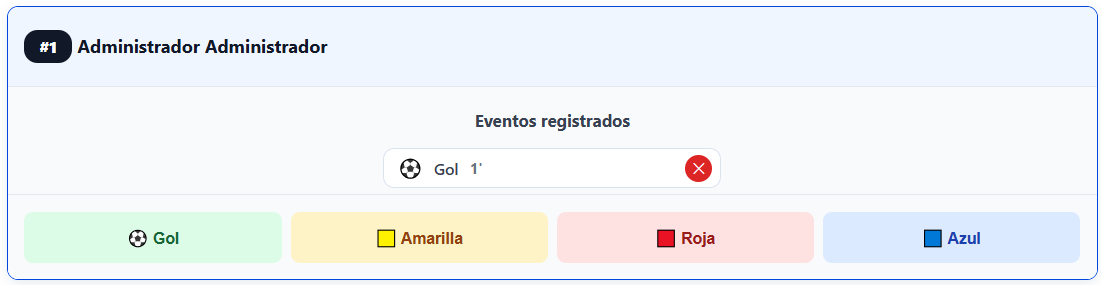 #1 Administrador Administrador
Eventos registrados
Gol 1'
Gol
Amarilla
Roja
Azul